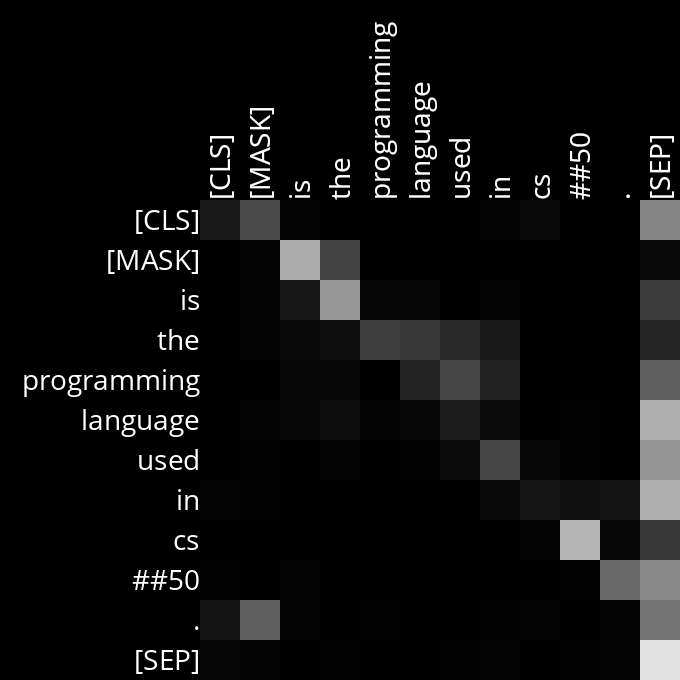 [CLS] [MASK] is the programming language used in cs ##50 . [SEP]
[CLS]
[MASK]
is
the
programming
language
used
in
cs
##50
.
[SEP]